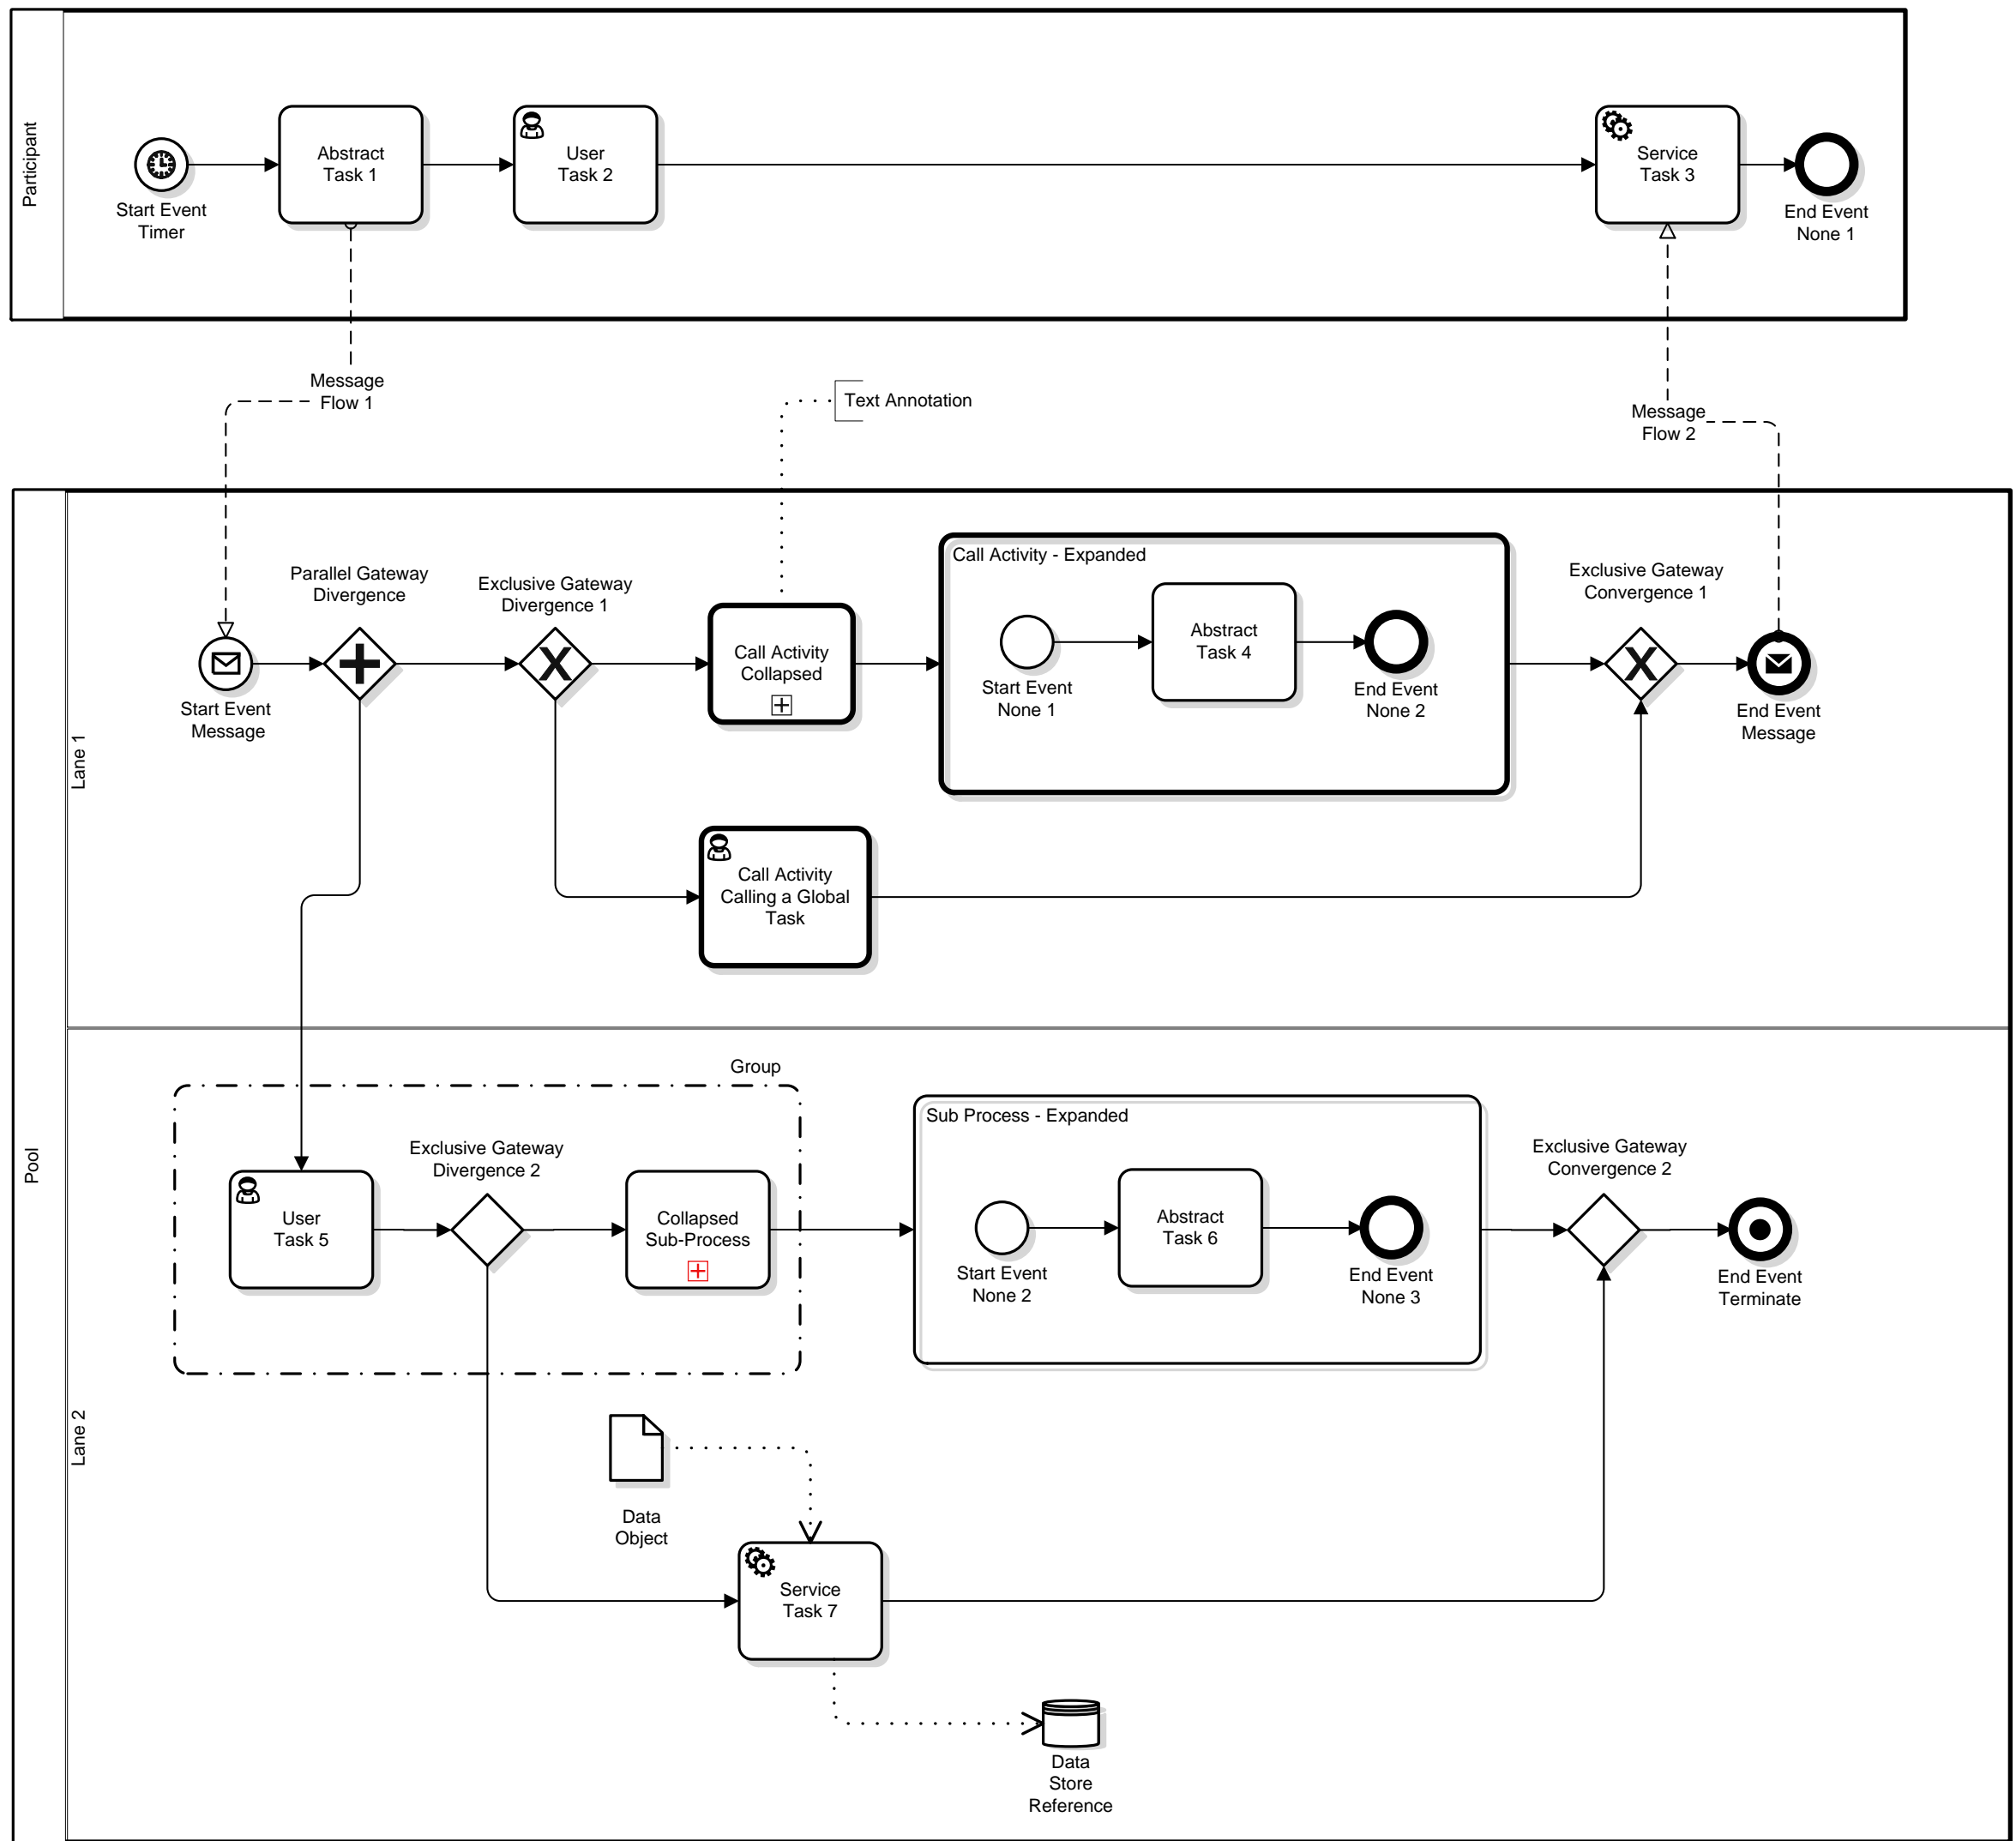 Participant
Start Event
Timer
Abstract
Task 1
User
Task 2
Service
Task 3
End Event
None 1
Message
Flow 1
Text Annotation
Message
Flow 2
Pool
Lane 1
Start Event
Message
Parallel Gateway
Divergence
Exclusive Gateway
Divergence 1
Call Activity
Collapsed
Call Activity - Expanded
Start Event
None 1
Abstract
Task 4
End Event
None 2
Exclusive Gateway
Convergence 1
End Event
Message
Call Activity
Calling a Global
Task
Lane 2
Group
User
Task 5
Exclusive Gateway
Divergence 2
Collapsed
Sub-Process
Sub Process - Expanded
Start Event
None 2
Abstract
Task 6
End Event
None 3
Exclusive Gateway
Convergence 2
End Event
Terminate
Data
Object
Service
Task 7
Data
Store
Reference